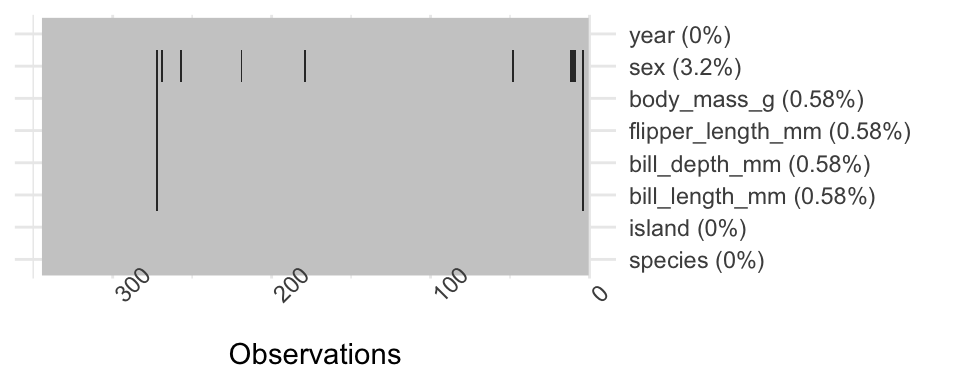 year (0%)
sex (3.2%)
body_mass_g (0.58%)
flipper_length_mm (0.58%)
bill_depth_mm (0.58%)
bill_length_mm (0.58%)
island (0%)
species (0%)
300
200
100
0
Observations